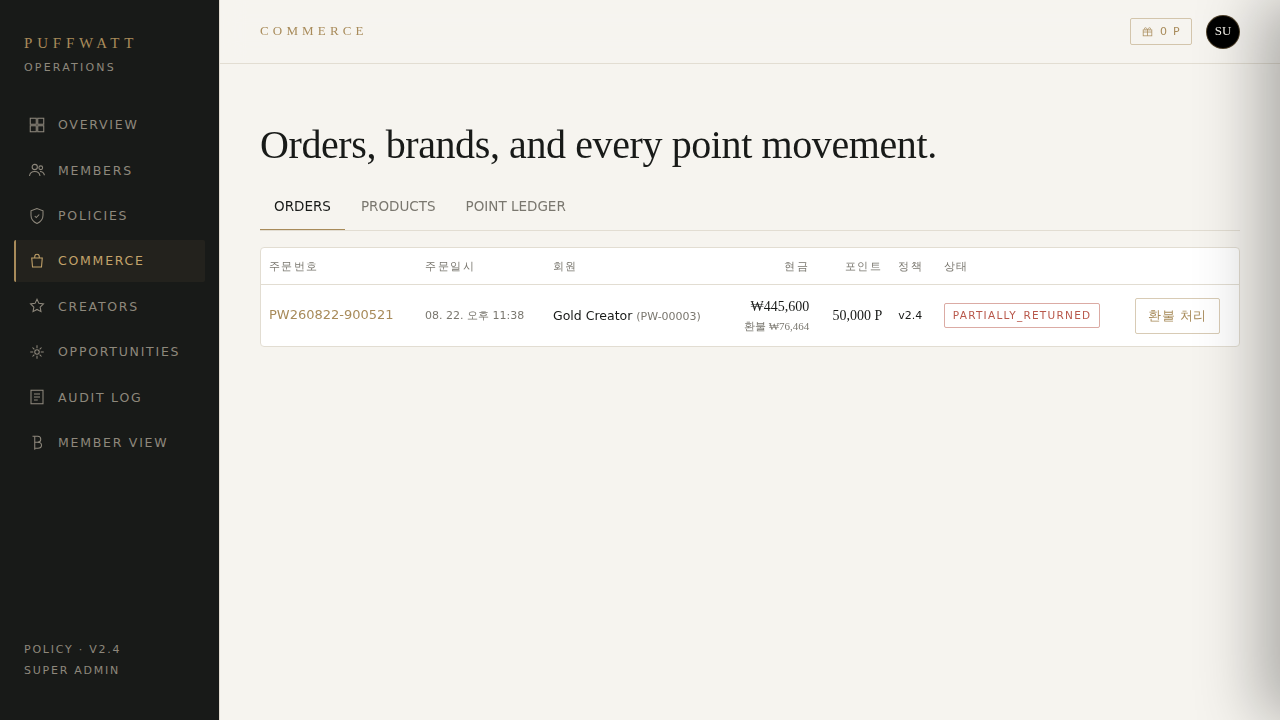 PUFFWATT
OPERATIONS
OVERVIEW
MEMBERS
POLICIES
COMMERCE
CREATORS
OPPORTUNITIES
AUDIT LOG
MEMBER VIEW
POLICY · V2.4
SUPER ADMIN
COMMERCE
0 P
SU
Orders, brands, and every point movement.
ORDERS PRODUCTS POINT LEDGER
주문번호 주문일시 회원 현금 포인트 정책 상태
PW260822-900521 08. 22. 오후 11:38 Gold Creator (PW-00003) ₩445,600 50,000 P v2.4 PARTIALLY_RETURNED 환불 처리
환불 ₩76,464